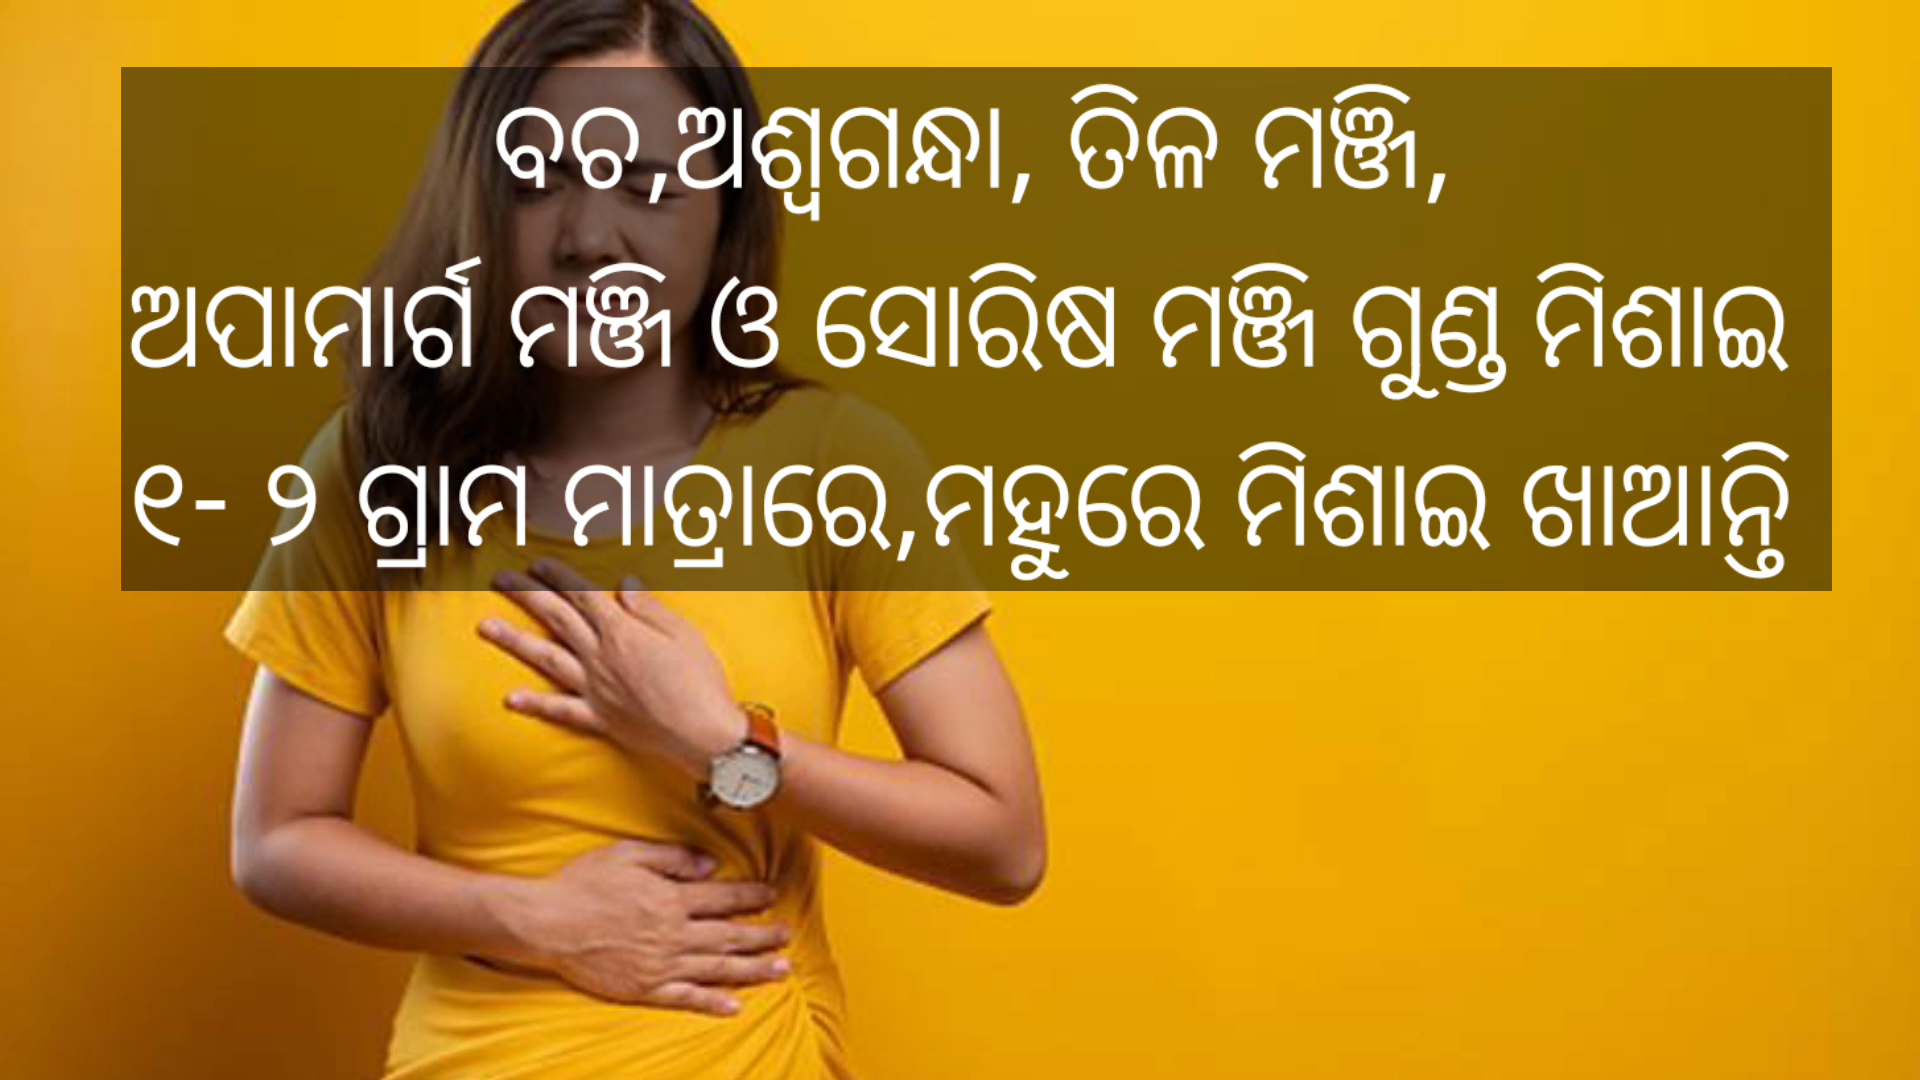 ବଚ,ଅଶ୍ୱଗନ୍ଧା, ତିଳ ମଞ୍ଜି,
ଅପାମାର୍ଗ ମଞ୍ଜି ଓ ସୋରିଷ ମଞ୍ଜି ଗୁଣ୍ଡ ମିଶାଇ
୧- ୨ ଗ୍ରାମ ମାତ୍ରାରେ,ମହୁରେ ମିଶାଇ ଖାଆନ୍ତି